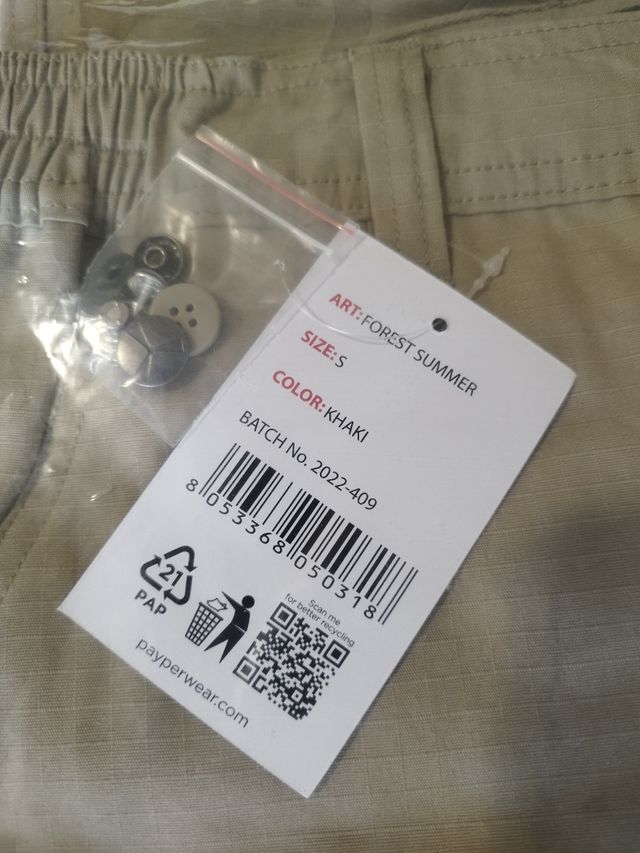 ART: FOREST SUMMER
SIZE: S
COLOR: KHAKI
BATCH No. 2022-409
8 053368 050318
21
PAP
Scan me
for better recycling
payperwear.com